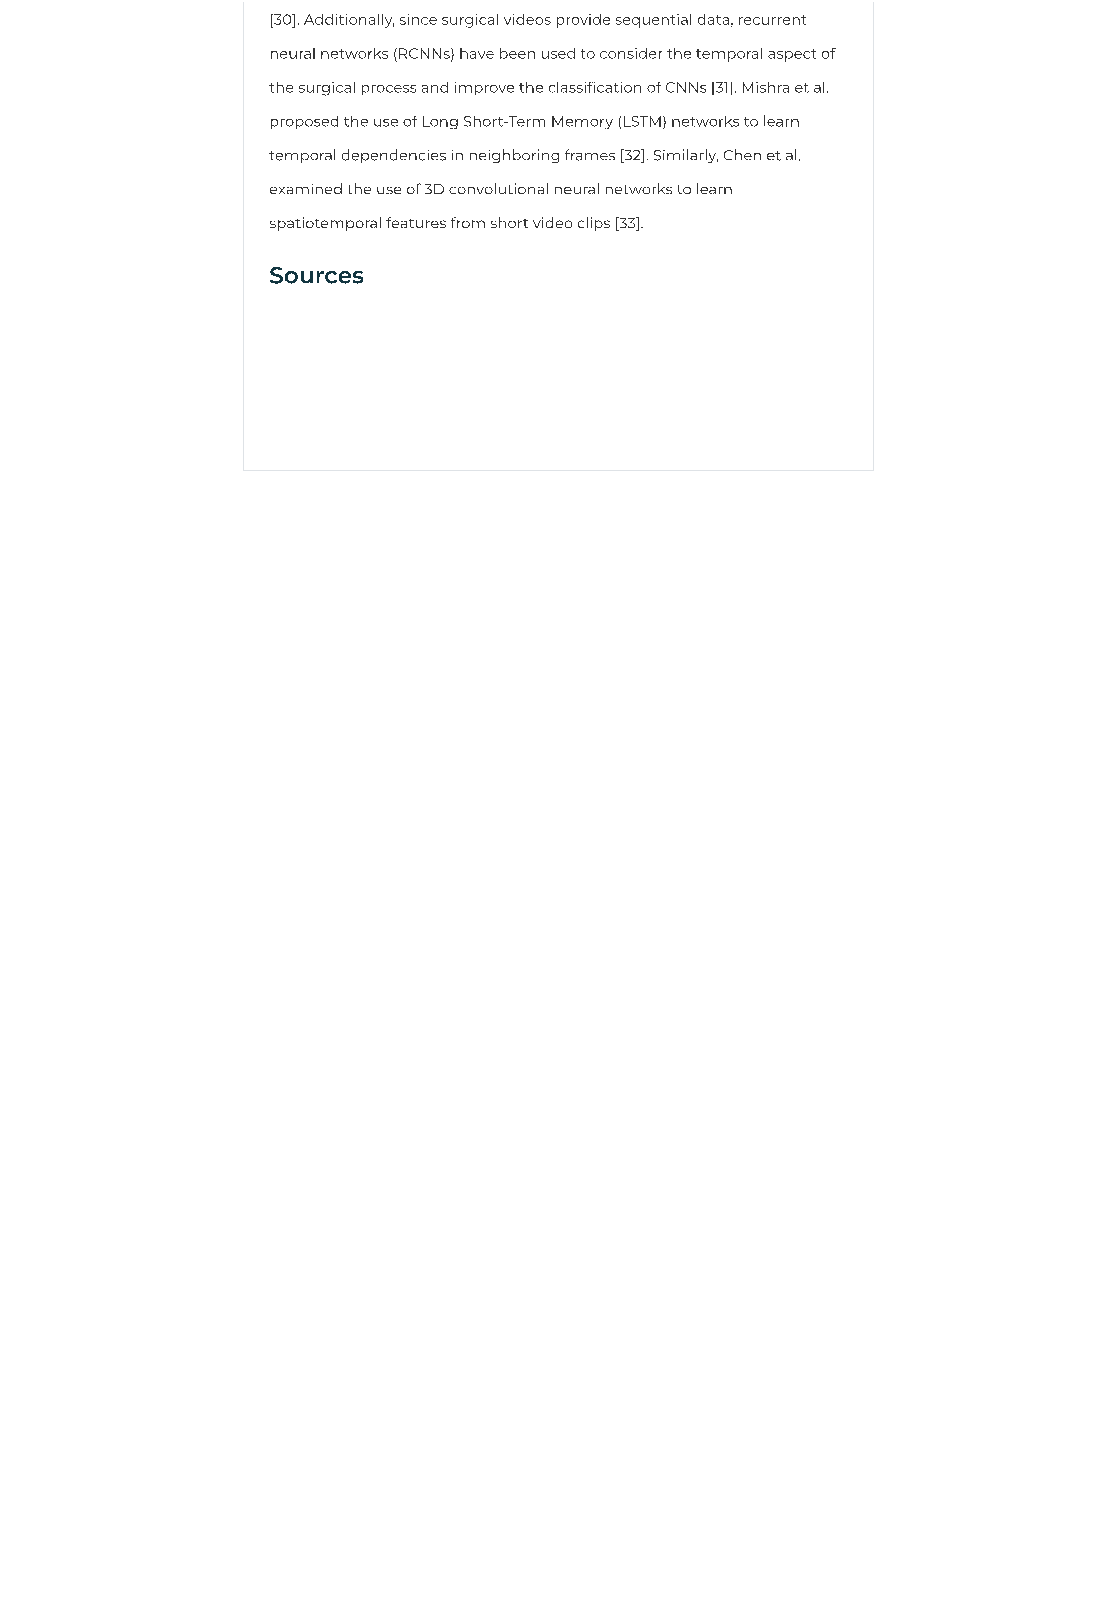 [30]. Additionally, since surgical videos provide sequential data, recurrent
neural networks (RCNNs) have been used to consider the temporal aspect of
the surgical process and improve the classification of CNNs [31]. Mishra et al.
proposed the use of Long Short-Term Memory (LSTM) networks to learn
temporal dependencies in neighboring frames [32]. Similarly, Chen et al.
examined the use of 3D convolutional neural networks to learn
spatiotemporal features from short video clips [33].
Sources